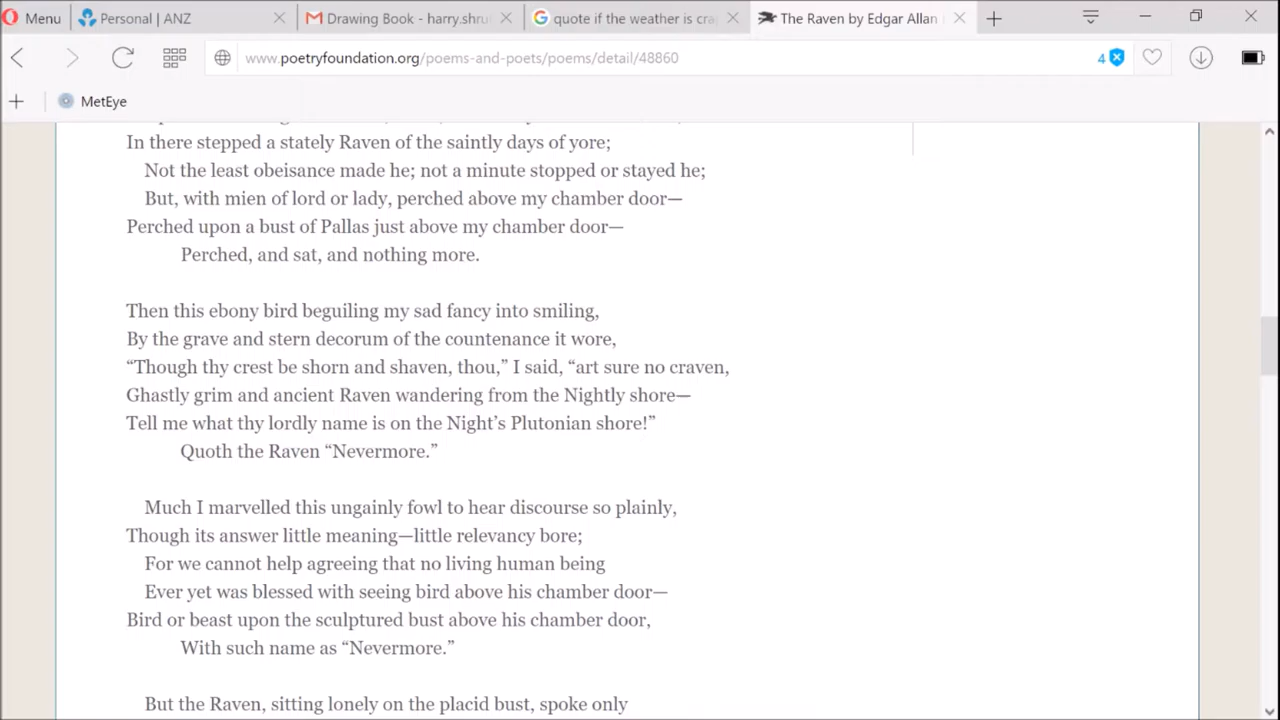 Menu
Personal | ANZ
Drawing Book - harry.shru
quote if the weather is cra
The Raven by Edgar Allan
www.poetryfoundation.org/poems-and-poets/poems/detail/48860
4
MetEye
In there stepped a stately Raven of the saintly days of yore;
Not the least obeisance made he; not a minute stopped or stayed he;
But, with mien of lord or lady, perched above my chamber door—
Perched upon a bust of Pallas just above my chamber door—
Perched, and sat, and nothing more.
Then this ebony bird beguiling my sad fancy into smiling,
By the grave and stern decorum of the countenance it wore,
“Though thy crest be shorn and shaven, thou,” I said, “art sure no craven,
Ghastly grim and ancient Raven wandering from the Nightly shore—
Tell me what thy lordly name is on the Night’s Plutonian shore!”
Quoth the Raven “Nevermore.”
Much I marvelled this ungainly fowl to hear discourse so plainly,
Though its answer little meaning—little relevancy bore;
For we cannot help agreeing that no living human being
Ever yet was blessed with seeing bird above his chamber door—
Bird or beast upon the sculptured bust above his chamber door,
With such name as “Nevermore.”
But the Raven, sitting lonely on the placid bust, spoke only